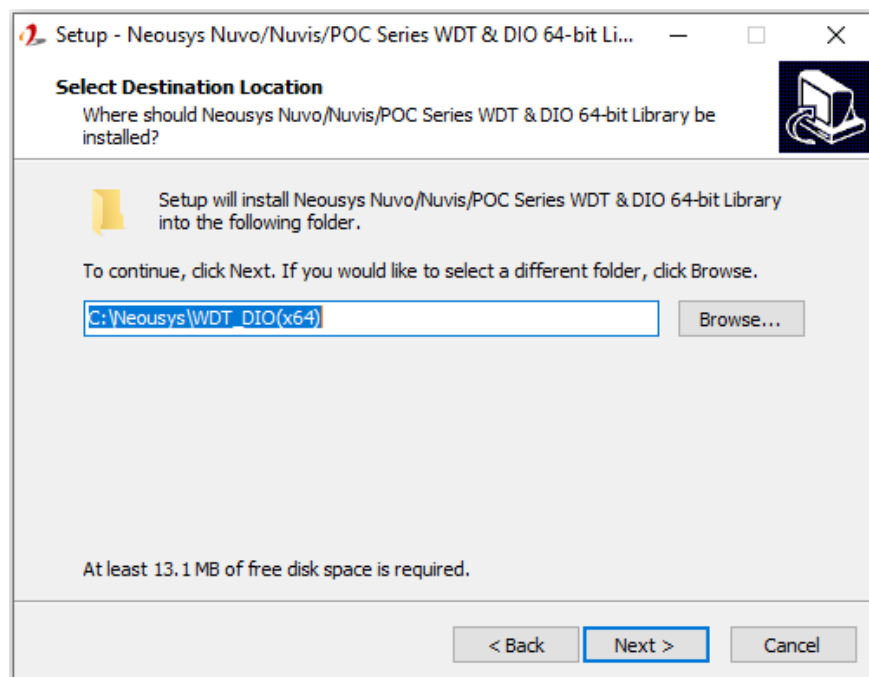 Setup - Neousys Nuvo/Nuvis/POC Series WDT & DIO 64-bit Li...
Select Destination Location
Where should Neousys Nuvo/Nuvis/POC Series WDT & DIO 64-bit Library be
installed?
Setup will install Neousys Nuvo/Nuvis/POC Series WDT & DIO 64-bit Library
into the following folder.
To continue, click Next. If you would like to select a different folder, click Browse.
C:\Neousys\WDT_DIO(x64)
Browse...
At least 13.1 MB of free disk space is required.
< Back
Next >
Cancel